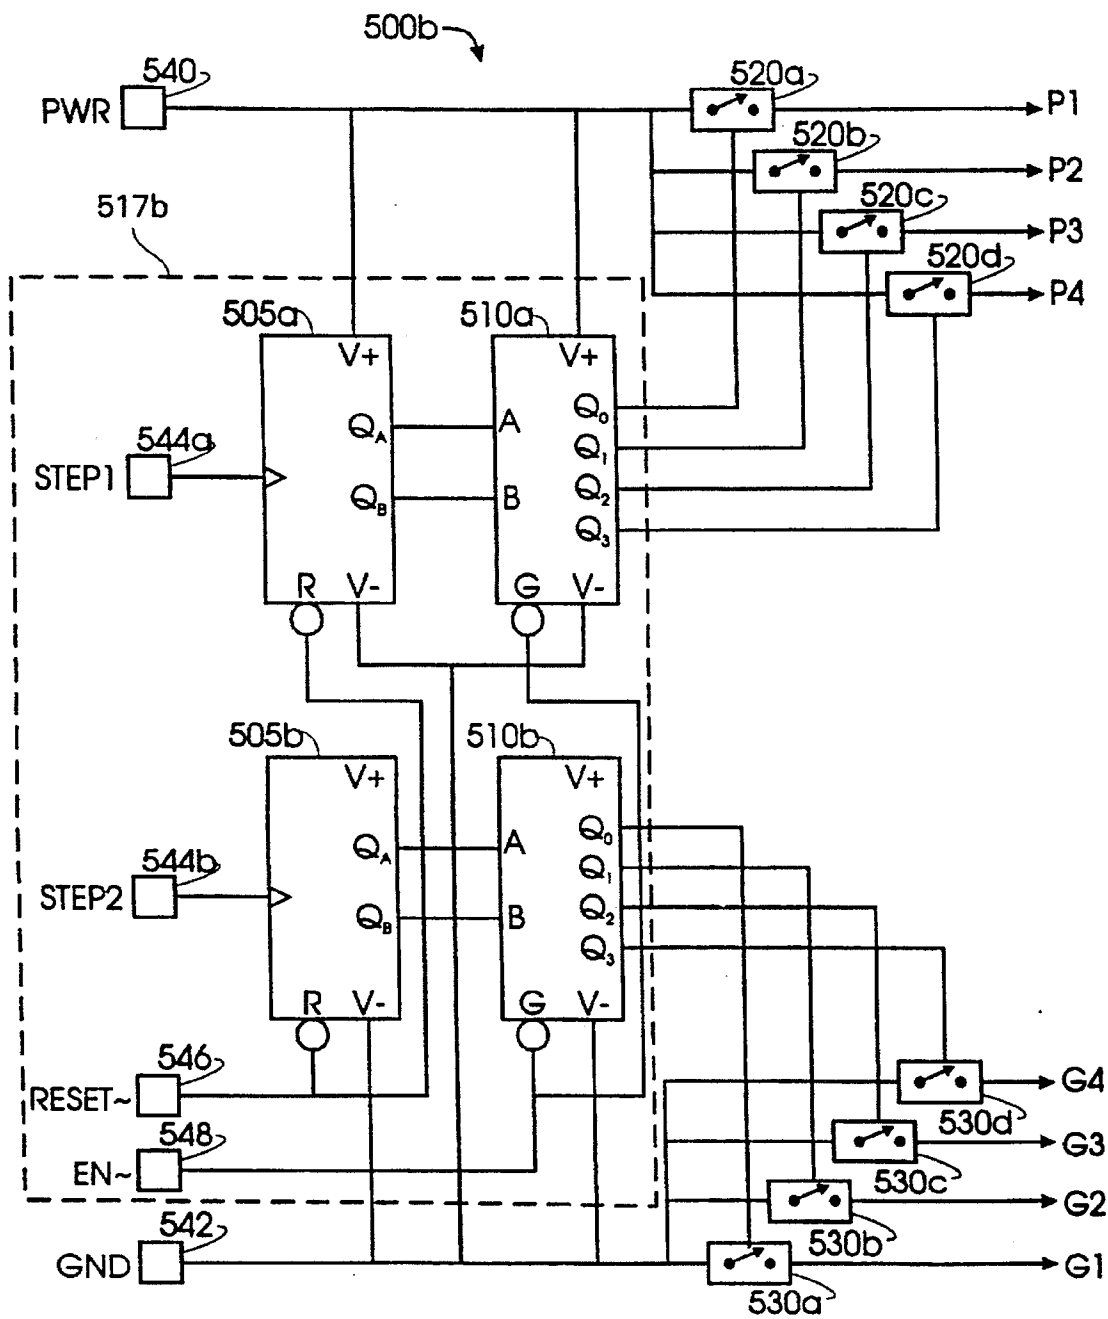 500b
540
PWR
520a
P1
520b
P2
520c
P3
520d
P4
517b
505a
510a
V+
V+
QA
A
Q0
Q1
544a
STEP1
QB
B
Q2
Q3
R
V-
G
V-
505b
510b
V+
V+
QA
A
Q0
Q1
544b
STEP2
QB
B
Q2
Q3
R
V-
G
V-
546
RESET~
G4
530d
548
EN~
G3
530c
G2
530b
542
GND
G1
530a